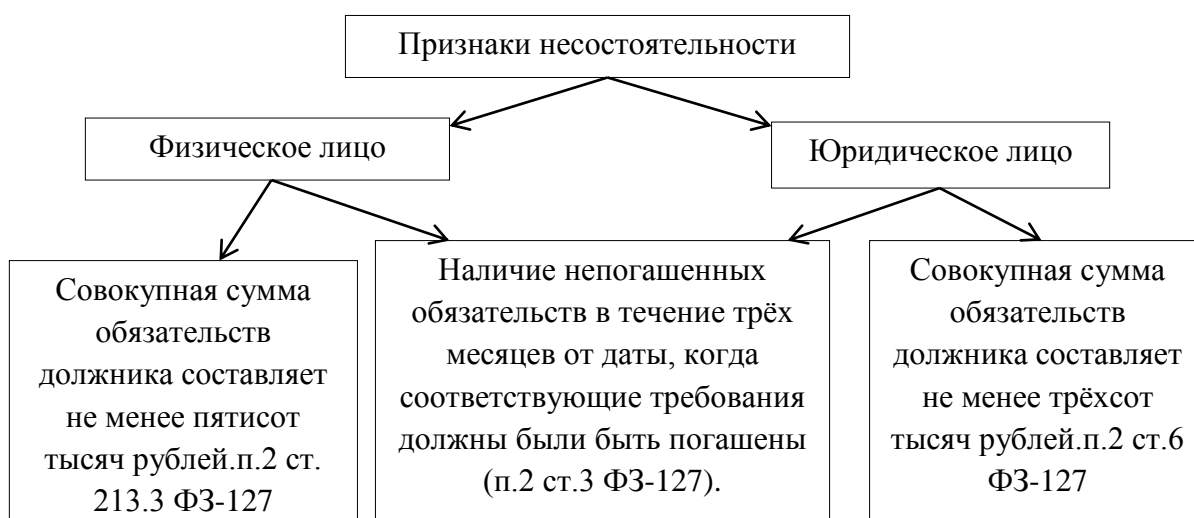 Признаки несостоятельности
Физическое лицо
Юридическое лицо
Совокупная сумма
обязательств
должника составляет
не менее пятисот
тысяч рублей.п.2 ст.
213.3 ФЗ-127
Наличие непогашенных
обязательств в течение трёх
месяцев от даты, когда
соответствующие требования
должны были быть погашены
(п.2 ст.3 ФЗ-127).
Совокупная сумма
обязательств
должника составляет
не менее трёхсот
тысяч рублей.п.2 ст.6
ФЗ-127